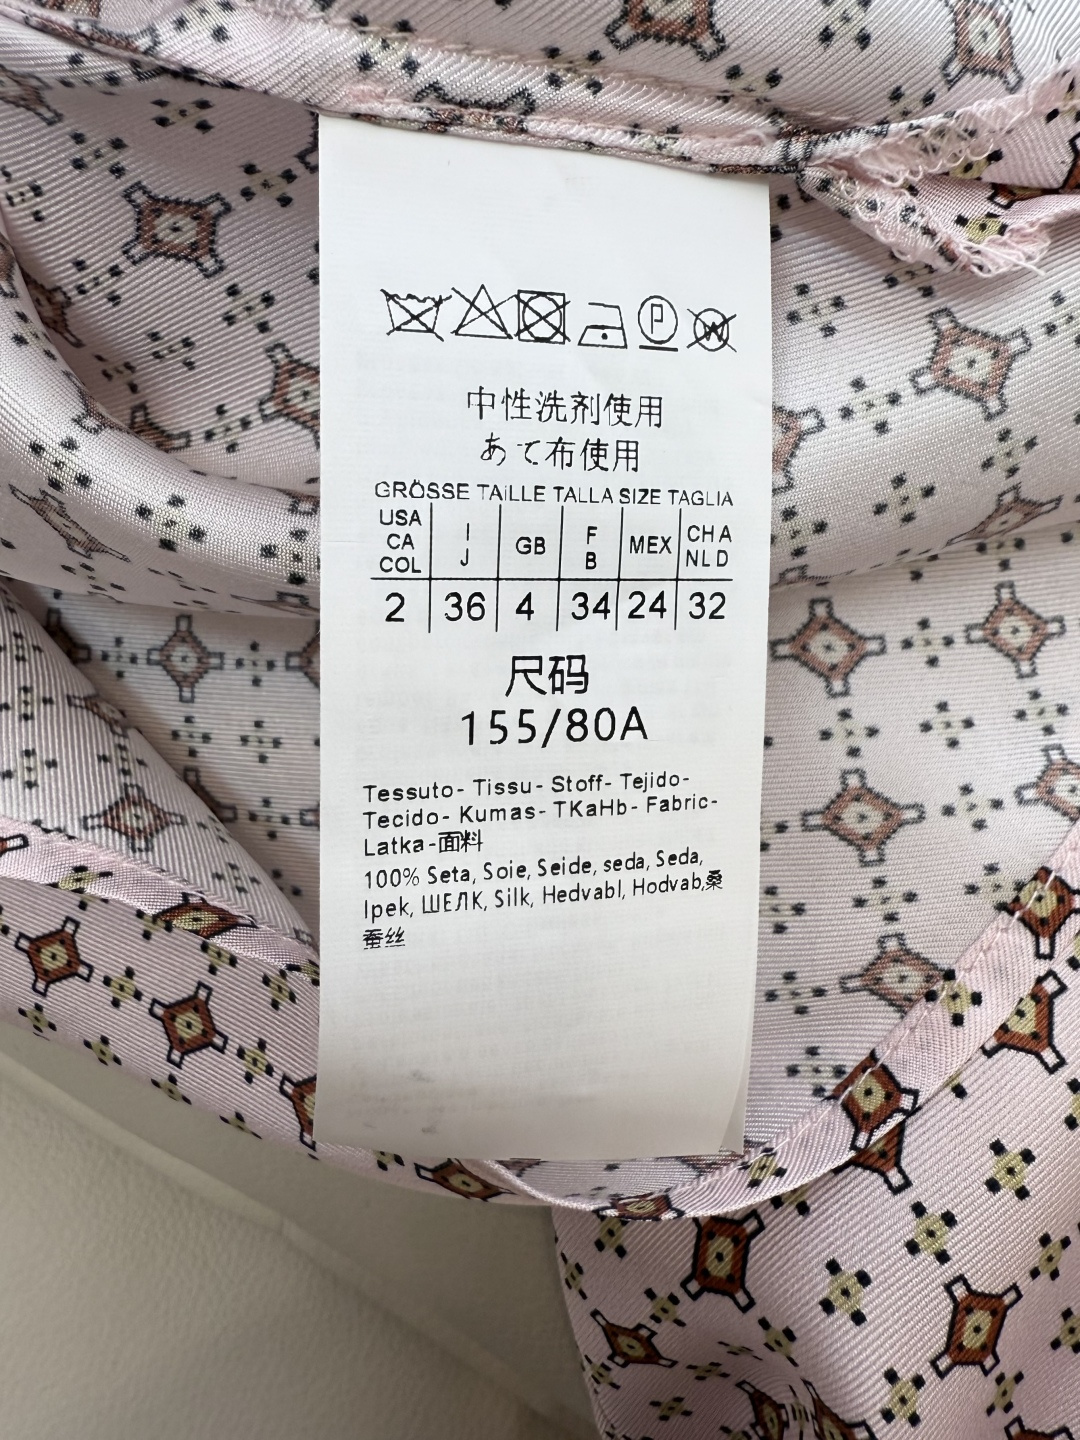 P W
中性洗剂使用
あて布使用
GRÖSSE TAiLLE TALLA SIZE TAGLIA
USA CA COL I J GB F B MEX CHA NLD
2 36 4 34 24 32
尺码
155/80A
Tessuto- Tissu- Stoff- Tejido-
Tecido- Kumas- TKaHb- Fabric-
Latka-面料
100% Seta, Soie, Seide, seda, Seda,
Ipek, ШЕЛК, Silk, Hedvabl, Hodvab,桑
蚕丝